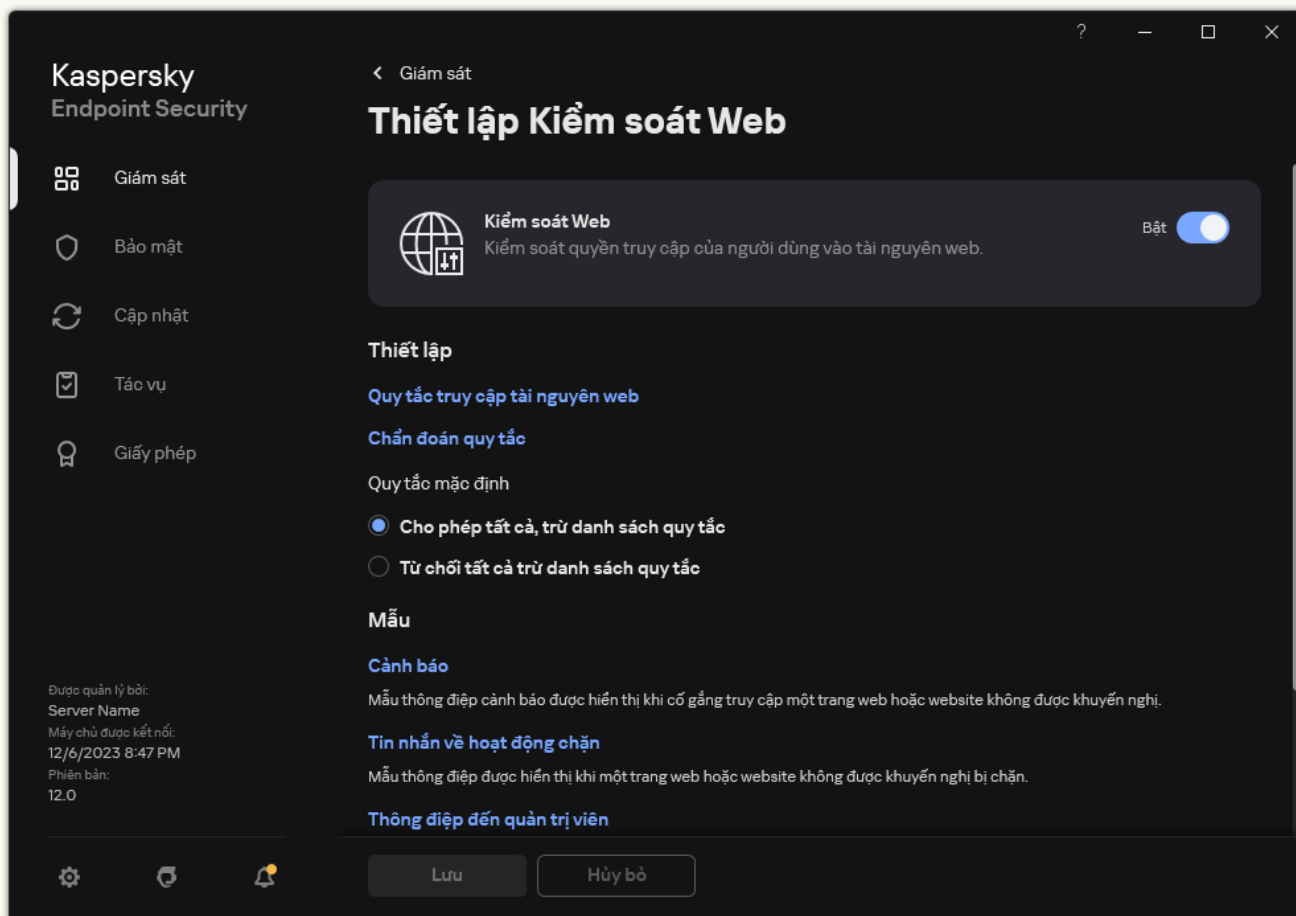 ?
Kaspersky
Endpoint Security
Giám sát
Bảo mật
Cập nhật
Tác vụ
Giấy phép
Được quản lý bởi:
Server Name
Máy chủ được kết nối:
12/6/2023 8:47 PM
Phiên bản:
12.0
Giám sát
Thiết lập Kiểm soát Web
Kiểm soát Web
Kiểm soát quyền truy cập của người dùng vào tài nguyên web.
Bật
Thiết lập
Quy tắc truy cập tài nguyên web
Chẩn đoán quy tắc
Quy tắc mặc định
Cho phép tất cả, trừ danh sách quy tắc
Từ chối tất cả trừ danh sách quy tắc
Mẫu
Cảnh báo
Mẫu thông điệp cảnh báo được hiển thị khi cố gắng truy cập một trang web hoặc website không được khuyến nghị.
Tin nhắn về hoạt động chặn
Mẫu thông điệp được hiển thị khi một trang web hoặc website không được khuyến nghị bị chặn.
Thông điệp đến quản trị viên
Lưu
Hủy bỏ